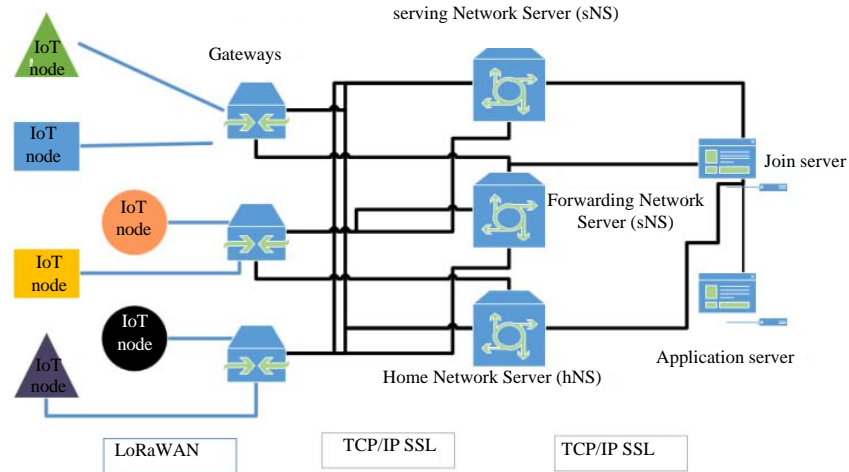 serving Network Server (sNS)
IoT
node
Gateways
IoT
node
Join server
IoT
node
Forwarding Network
Server (sNS)
IoT
node
IoT
node
Application server
IoT
node
Home Network Server (hNS)
LoRaWAN
TCP/IP SSL
TCP/IP SSL